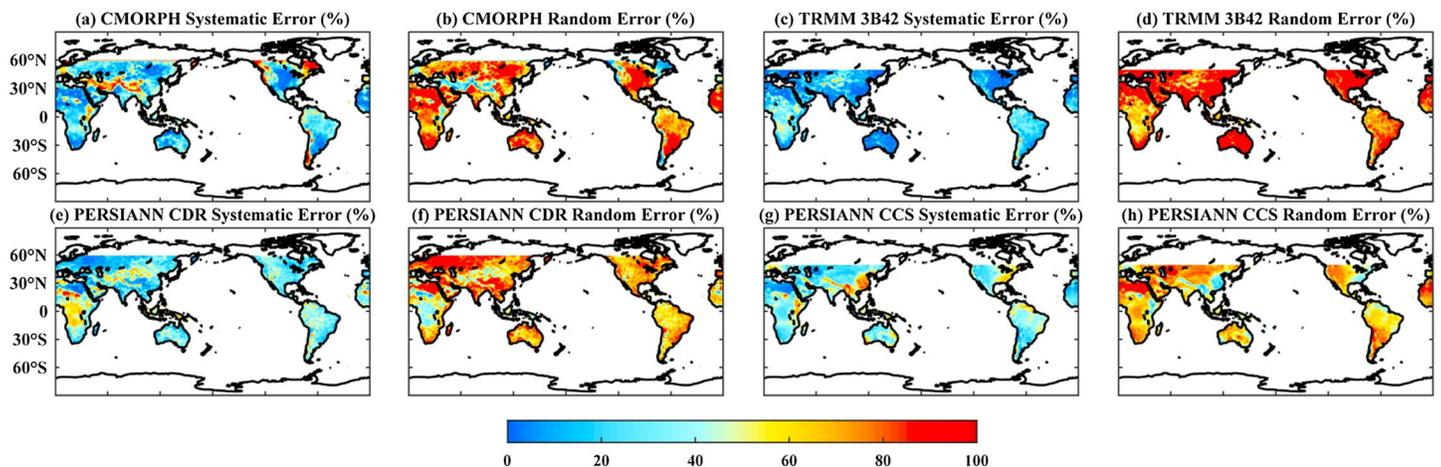 (a) CMORPH Systematic Error (%) (b) CMORPH Random Error (%) (c) TRMM 3B42 Systematic Error (%) (d) TRMM 3B42 Random Error (%)
60°N
30°N
0
30°S
60°S
(e) PERSIANN CDR Systematic Error (%) (f) PERSIANN CDR Random Error (%) (g) PERSIANN CCS Systematic Error (%) (h) PERSIANN CCS Random Error (%)
60°N
30°N
0
30°S
60°S
0 20 40 60 80 100